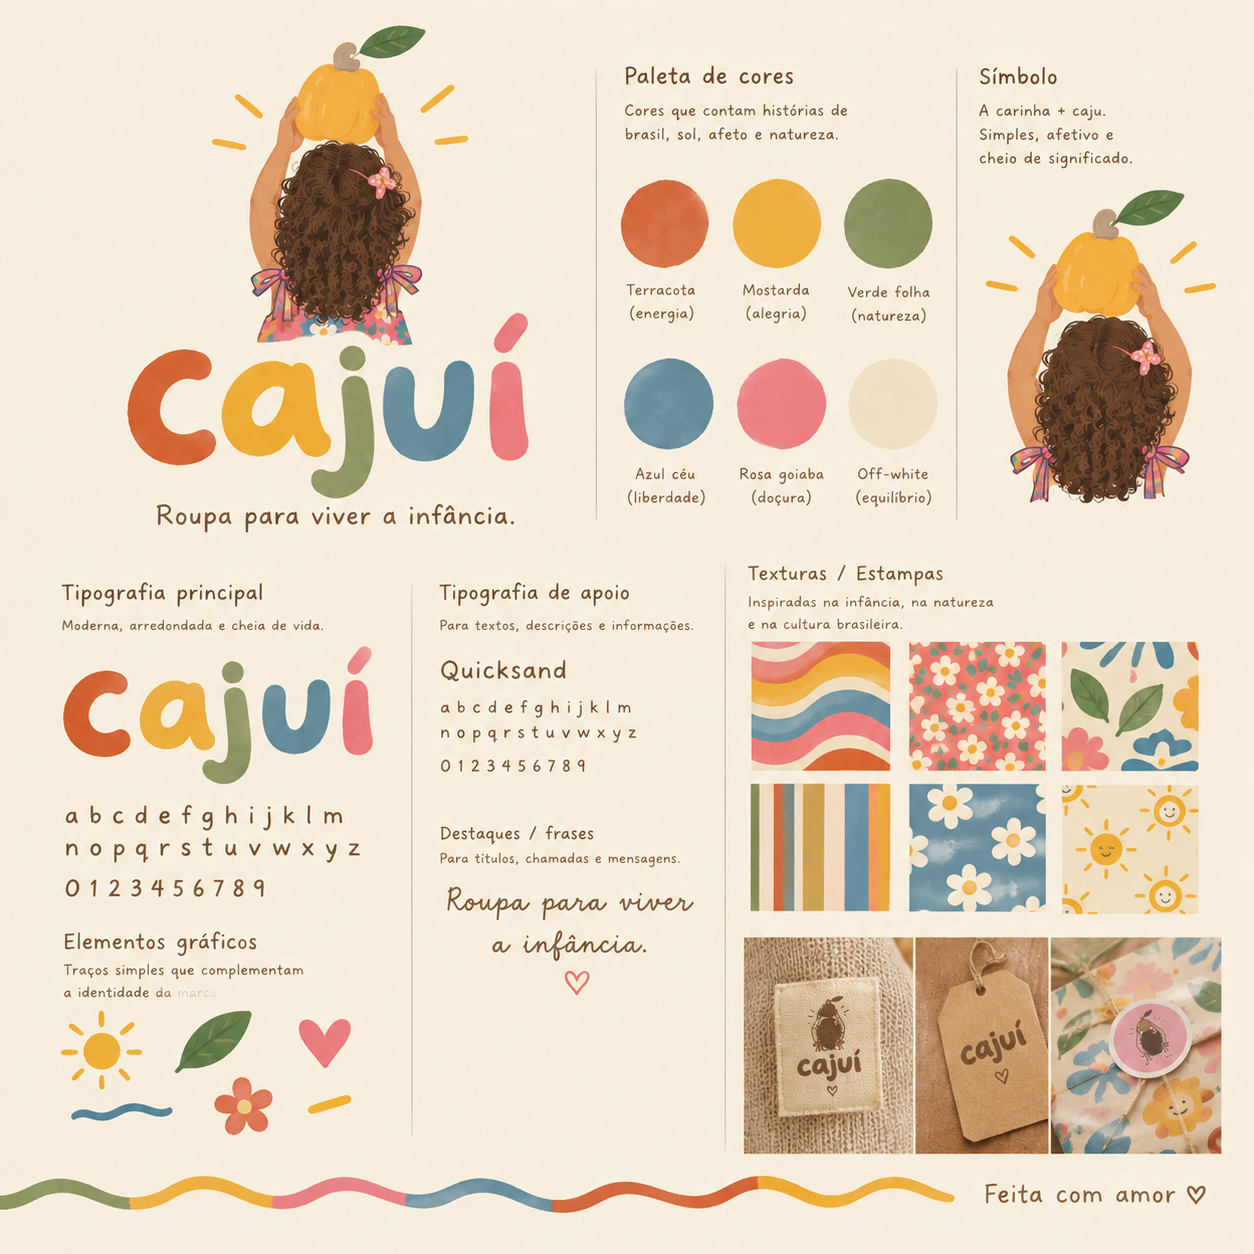 cajuí
Roupa para viver a infância.
Paleta de cores
Cores que contam histórias de
brasil, sol, afeto e natureza.
Terracota
(energia)
Mostarda
(alegria)
Verde folha
(natureza)
Azul céu
(liberdade)
Rosa goiaba
(doçura)
Off-white
(equilíbrio)
Símbolo
A carinha + caju.
Simples, afetivo e
cheio de significado.
Tipografia principal
Moderna, arredondada e cheia de vida.
cajuí
a b c d e f g h i j k l m
n o p q r s t u v w x y z
0 1 2 3 4 5 6 7 8 9
Elementos gráficos
Traços simples que complementam
a identidade da marca.
Tipografia de apoio
Para textos, descrições e informações.
Quicksand
a b c d e f g h i j k l m
n o p q r s t u v w x y z
0 1 2 3 4 5 6 7 8 9
Destaques / frases
Para títulos, chamadas e mensagens.
Roupa para viver
a infância.
Texturas / Estampas
Inspiradas na infância, na natureza
e na cultura brasileira.
cajuí
cajuí
Feita com amor